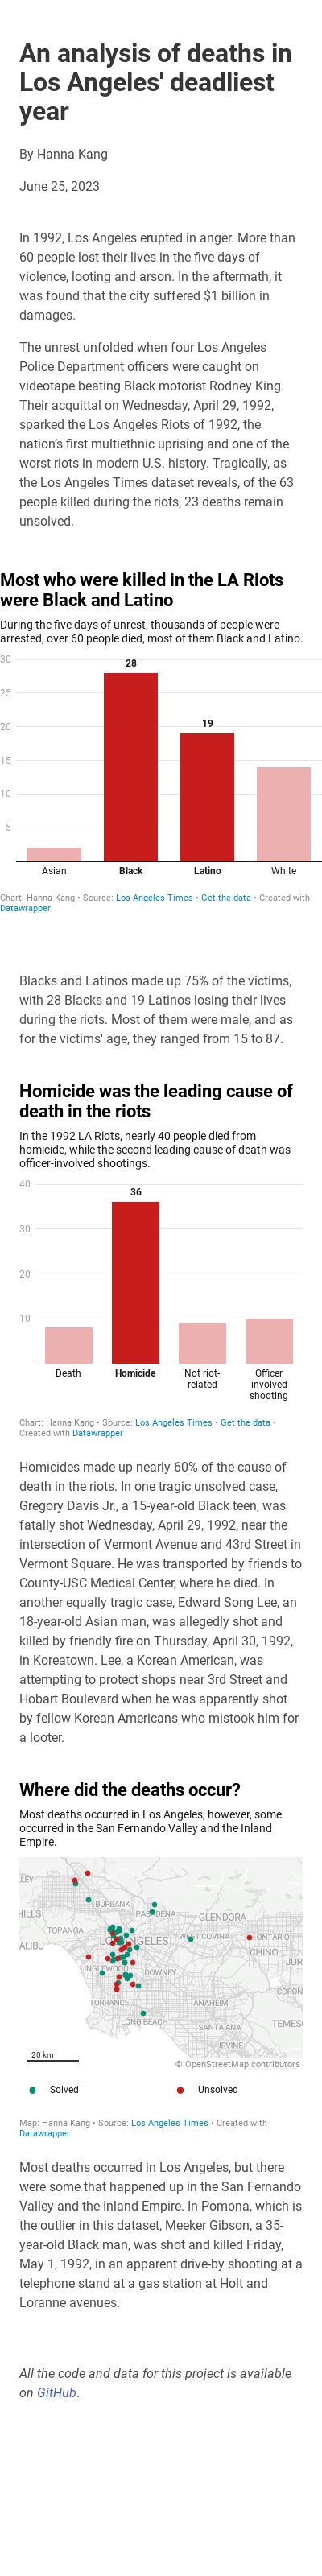 An analysis of deaths in
Los Angeles' deadliest
year
By Hanna Kang
June 25, 2023
In 1992, Los Angeles erupted in anger. More than
60 people lost their lives in the five days of
violence, looting and arson. In the aftermath, it
was found that the city suffered $1 billion in
damages.
The unrest unfolded when four Los Angeles
Police Department officers were caught on
videotape beating Black motorist Rodney King.
Their acquittal on Wednesday, April 29, 1992,
sparked the Los Angeles Riots of 1992, the
nation's first multiethnic uprising and one of the
worst riots in modern U.S. history. Tragically, as
the Los Angeles Times dataset reveals, of the 63
people killed during the riots, 23 deaths remain
unsolved.
Most who were killed in the LA Riots
were Black and Latino
During the five days of unrest, thousands of people were
arrested, over 60 people died, most of them Black and Latino.
30
28
25
20
19
15
10
5
Asian Black Latino White
Chart: Hanna Kang • Source: Los Angeles Times • Get the data • Created with
Datawrapper
Blacks and Latinos made up 75% of the victims,
with 28 Blacks and 19 Latinos losing their lives
during the riots. Most of them were male, and as
for the victims' age, they ranged from 15 to 87.
Homicide was the leading cause of
death in the riots
In the 1992 LA Riots, nearly 40 people died from
homicide, while the second leading cause of death was
officer-involved shootings.
40
36
30
20
10
Death Homicide Not riot-
related Officer
involved
shooting
Chart: Hanna Kang • Source: Los Angeles Times • Get the data •
Created with Datawrapper
Homicides made up nearly 60% of the cause of
death in the riots. In one tragic unsolved case,
Gregory Davis Jr., a 15-year-old Black teen, was
fatally shot Wednesday, April 29, 1992, near the
intersection of Vermont Avenue and 43rd Street in
Vermont Square. He was transported by friends to
County-USC Medical Center, where he died. In
another equally tragic case, Edward Song Lee, an
18-year-old Asian man, was allegedly shot and
killed by friendly fire on Thursday, April 30, 1992,
in Koreatown. Lee, a Korean American, was
attempting to protect shops near 3rd Street and
Hobart Boulevard when he was apparently shot
by fellow Korean Americans who mistook him for
a looter.
Where did the deaths occur?
Most deaths occurred in Los Angeles, however, some
occurred in the San Fernando Valley and the Inland
Empire.
LEY
BURBANK
HILLS
PASADENA
GLENDORA
TOPANGA
WEST COVINA
ONTARIO
ALIBU
CHINO
JUR
INGLEWOOD
DOWNEY
CORON
TORRANCE
ANAHEIM
LONG BEACH
SANTA ANA
TEMES
IRVINE
20 km
© OpenStreetMap contributors
Solved Unsolved
Map: Hanna Kang • Source: Los Angeles Times • Created with
Datawrapper
Most deaths occurred in Los Angeles, but there
were some that happened up in the San Fernando
Valley and the Inland Empire. In Pomona, which is
the outlier in this dataset, Meeker Gibson, a 35-
year-old Black man, was shot and killed Friday,
May 1, 1992, in an apparent drive-by shooting at a
telephone stand at a gas station at Holt and
Loranne avenues.
All the code and data for this project is available
on GitHub.